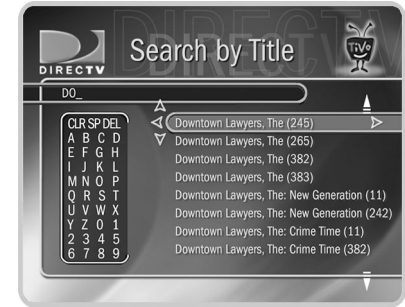 DIRECTV
Search by Title
TiVo
DO_
CLR SP DEL
A B C D
E F G H
I J K L
M N O P
Q R S T
U V W X
Y Z 0 1
2 3 4 5
6 7 8 9
Downtown Lawyers, The (245)
Downtown Lawyers, The (265)
Downtown Lawyers, The (382)
Downtown Lawyers, The (383)
Downtown Lawyers, The: New Generation (11)
Downtown Lawyers, The: New Generation (242)
Downtown Lawyers, The: Crime Time (11)
Downtown Lawyers, The: Crime Time (382)